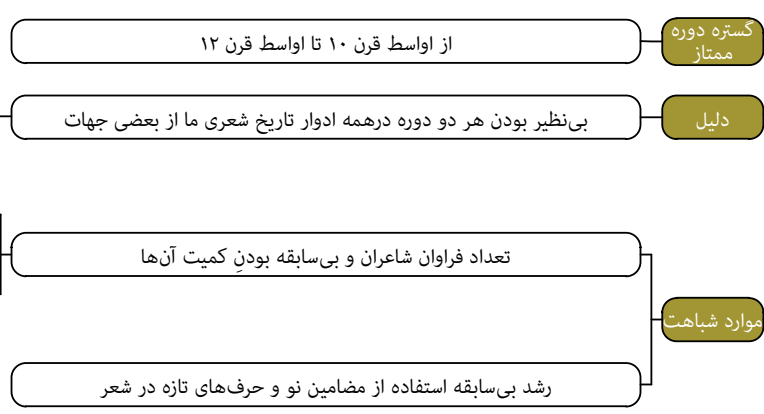 گستره دوره
ممتاز
از اواسط قرن ۱۰ تا اواسط قرن ۱۲
دلیل
بی‌نظیر بودن هر دو دوره درهمه ادوار تاریخ شعری ما از بعضی جهات
موارد شباهت
تعداد فراوان شاعران و بی‌سابقه بودنِ کمیت آن‌ها
رشد بی‌سابقه استفاده از مضامین نو و حرف‌های تازه در شعر